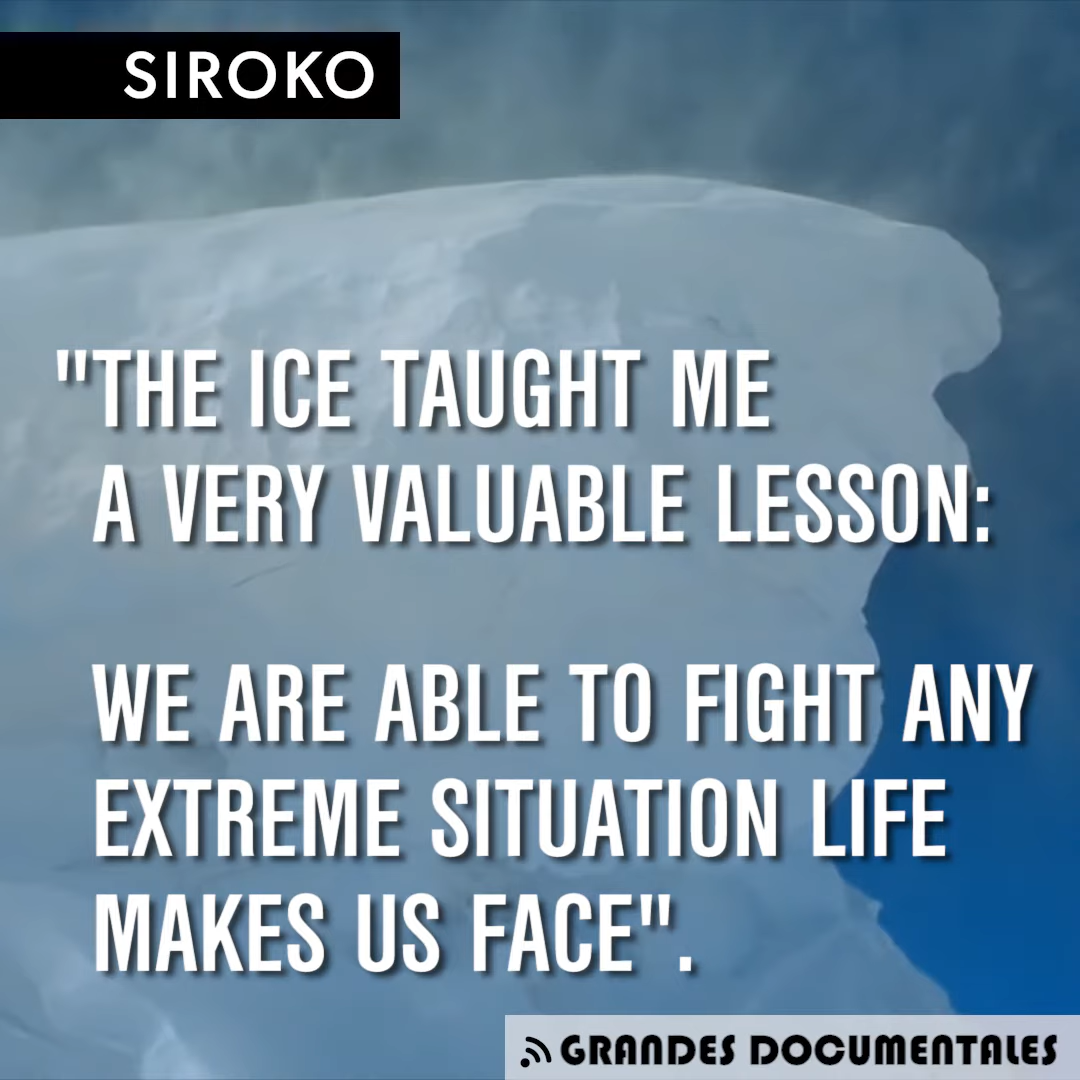 SIROKO
"THE ICE TAUGHT ME
A VERY VALUABLE LESSON:
WE ARE ABLE TO FIGHT ANY
EXTREME SITUATION LIFE
MAKES US FACE".
GRANDES DOCUMENTALES